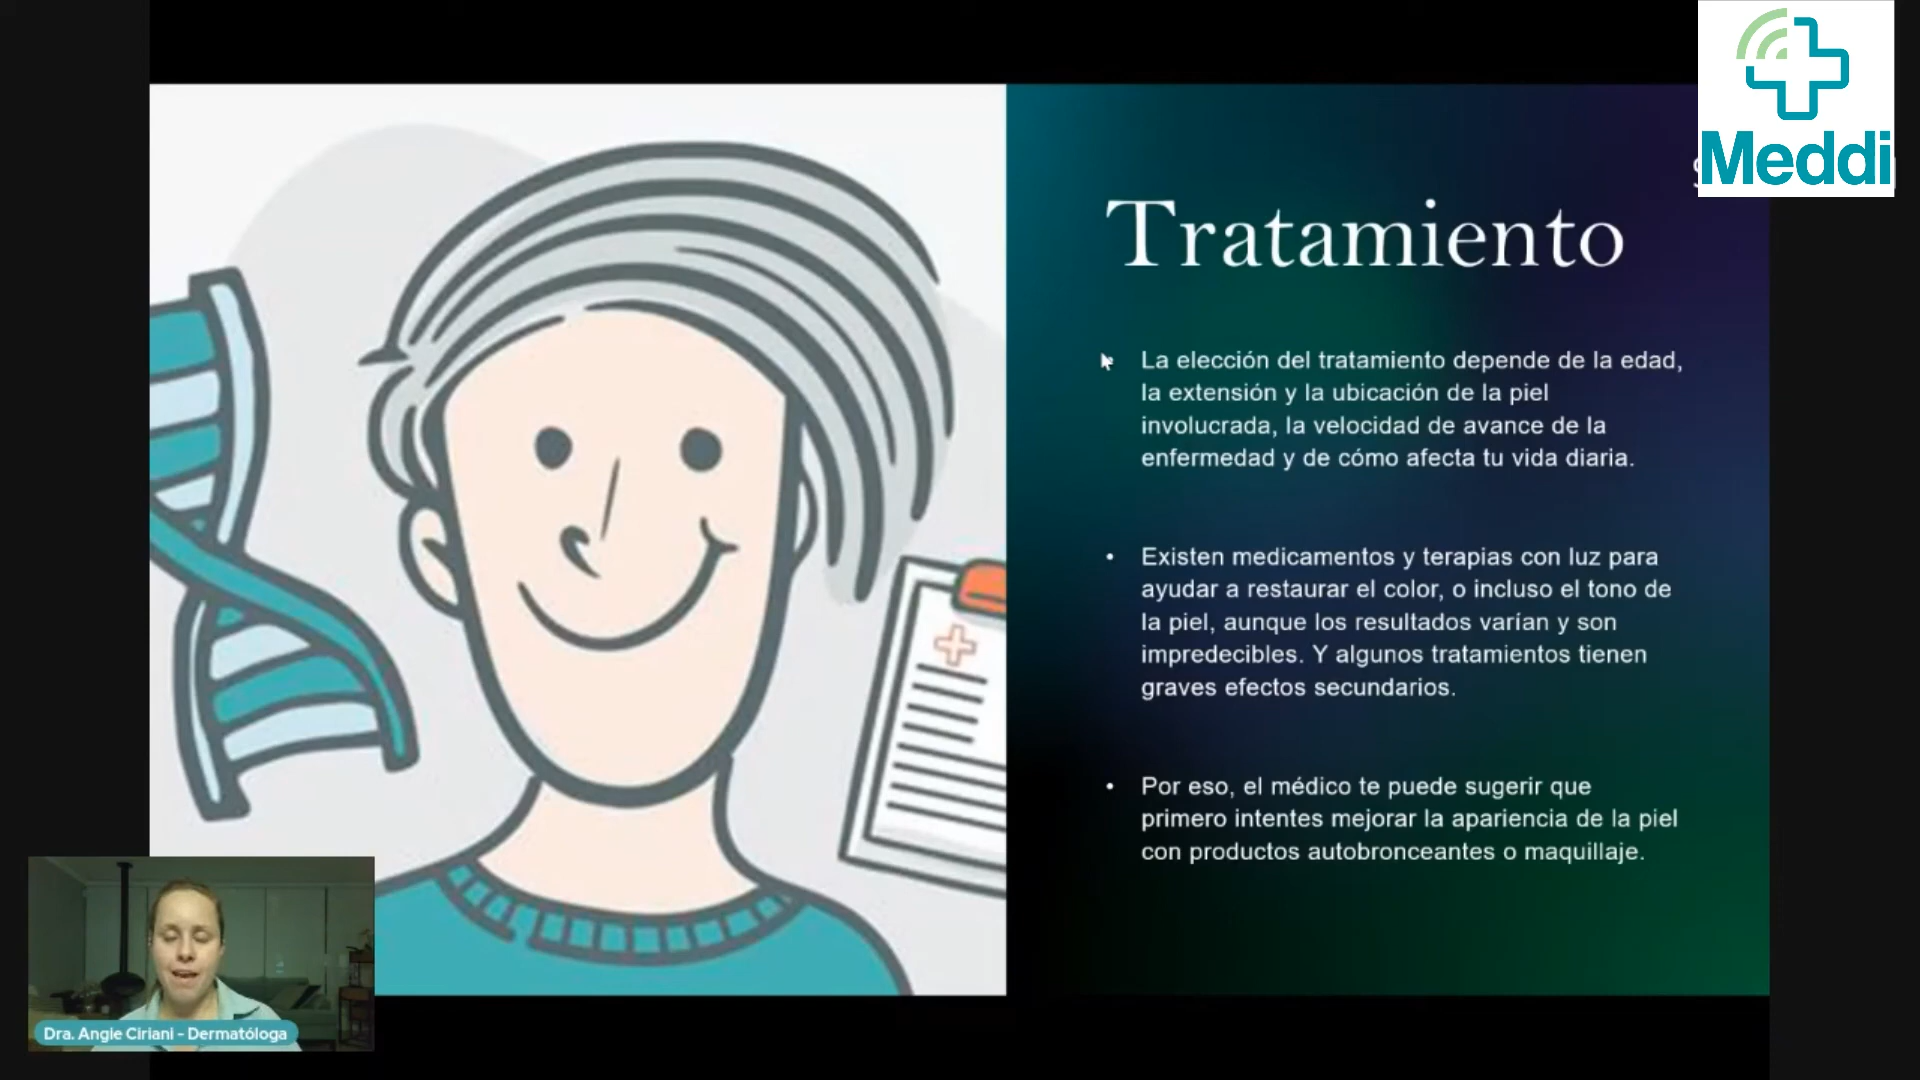 Meddi
Tratamiento
La elección del tratamiento depende de la edad,
la extensión y la ubicación de la piel
involucrada, la velocidad de avance de la
enfermedad y de cómo afecta tu vida diaria.
• Existen medicamentos y terapias con luz para
ayudar a restaurar el color, o incluso el tono de
la piel, aunque los resultados varían y son
impredecibles. Y algunos tratamientos tienen
graves efectos secundarios.
• Por eso, el médico te puede sugerir que
primero intentes mejorar la apariencia de la piel
con productos autobronceantes o maquillaje.
Dra. Angie Ciriani - Dermatóloga